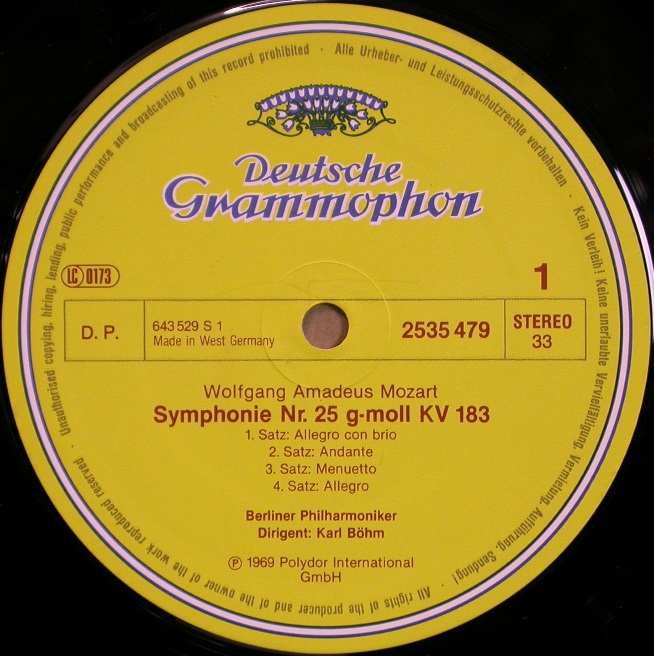 Alle Urheber- und Leistungsschutzrechte vorbehalten · Kein Verleih! Keine unerlaubte Vervielfältigung, Vermietung, Aufführung, Sendung! · All rights of the producer and of the owner of the work reproduced reserved · Unauthorised copying, hiring, lending, public performance and broadcasting of this record prohibited ·
Deutsche
Grammophon
LC 0173
1
D. P.
643 529 S 1
Made in West Germany
2535 479
STEREO
33
Wolfgang Amadeus Mozart
Symphonie Nr. 25 g-moll KV 183
1. Satz: Allegro con brio
2. Satz: Andante
3. Satz: Menuetto
4. Satz: Allegro
Berliner Philharmoniker
Dirigent: Karl Böhm
℗ 1969 Polydor International
GmbH